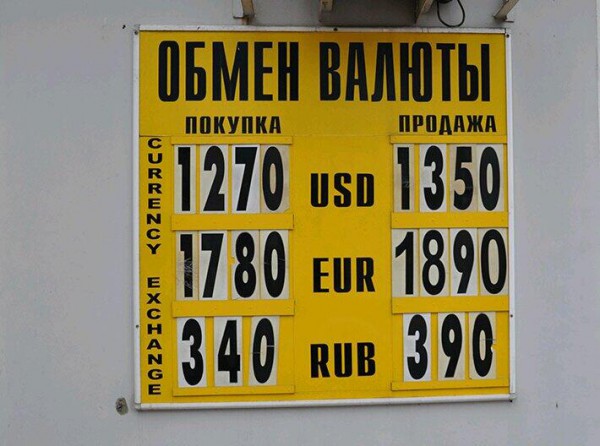 ОБМЕН ВАЛЮТЫ
ПОКУПКА ПРОДАЖА
CURRENCY EXCHANGE
1270 USD 1350
1780 EUR 1890
340 RUB 390